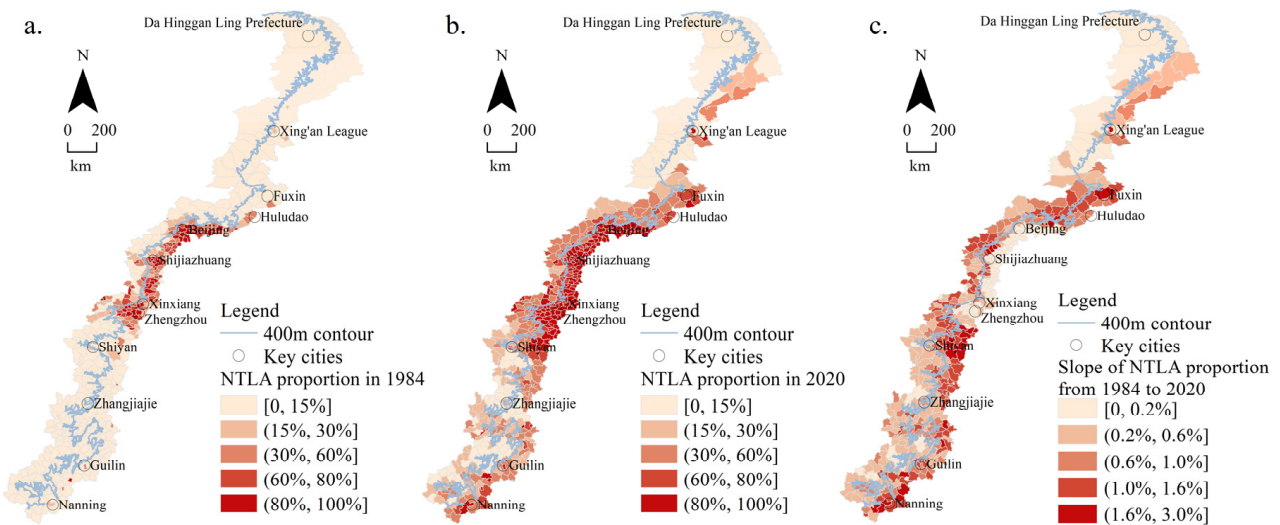 a.
Da Hinggan Ling Prefecture
N
0 200
km
Xing'an League
Fuxin
Huludao
Beijing
Shijiazhuang
Xinxiang
Zhengzhou
Shiyan
Zhangjiajie
Guilin
Nanning
Legend
400m contour
Key cities
NTLA proportion in 1984
[0, 15%]
(15%, 30%]
(30%, 60%]
(60%, 80%]
(80%, 100%]
b.
Da Hinggan Ling Prefecture
N
0 200
km
Xing'an League
Fuxin
Huludao
Beijing
Shijiazhuang
Xinxiang
Zhengzhou
Shiyan
Zhangjiajie
Guilin
Nanning
Legend
400m contour
Key cities
NTLA proportion in 2020
[0, 15%]
(15%, 30%]
(30%, 60%]
(60%, 80%]
(80%, 100%]
c.
Da Hinggan Ling Prefecture
N
0 200
km
Xing'an League
Fuxin
Huludao
Beijing
Shijiazhuang
Xinxiang
Zhengzhou
Shiyan
Zhangjiajie
Guilin
Nanning
Legend
400m contour
Key cities
Slope of NTLA proportion
from 1984 to 2020
[0, 0.2%]
(0.2%, 0.6%]
(0.6%, 1.0%]
(1.0%, 1.6%]
(1.6%, 3.0%]